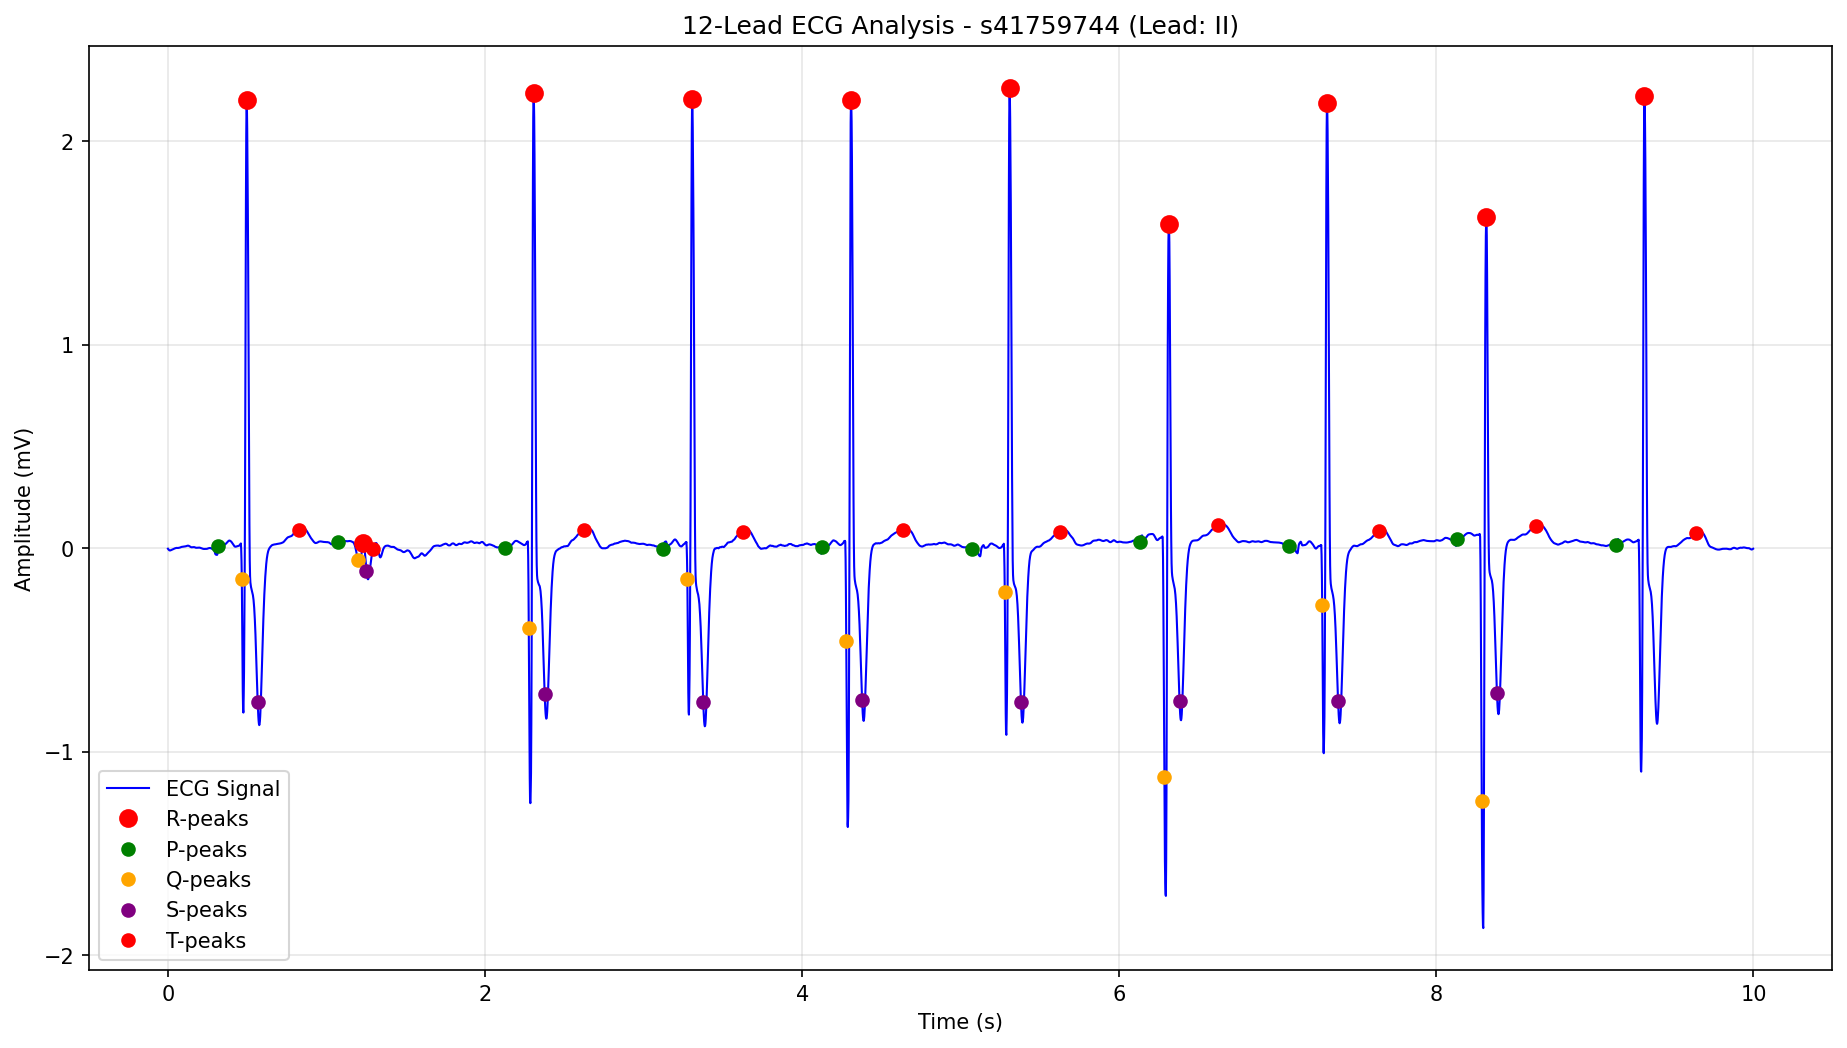 12-Lead ECG Analysis - s41759744 (Lead: II)
Amplitude (mV)
2
1
0
−1
−2
ECG Signal
R-peaks
P-peaks
Q-peaks
S-peaks
T-peaks
0 2 4 6 8 10
Time (s)